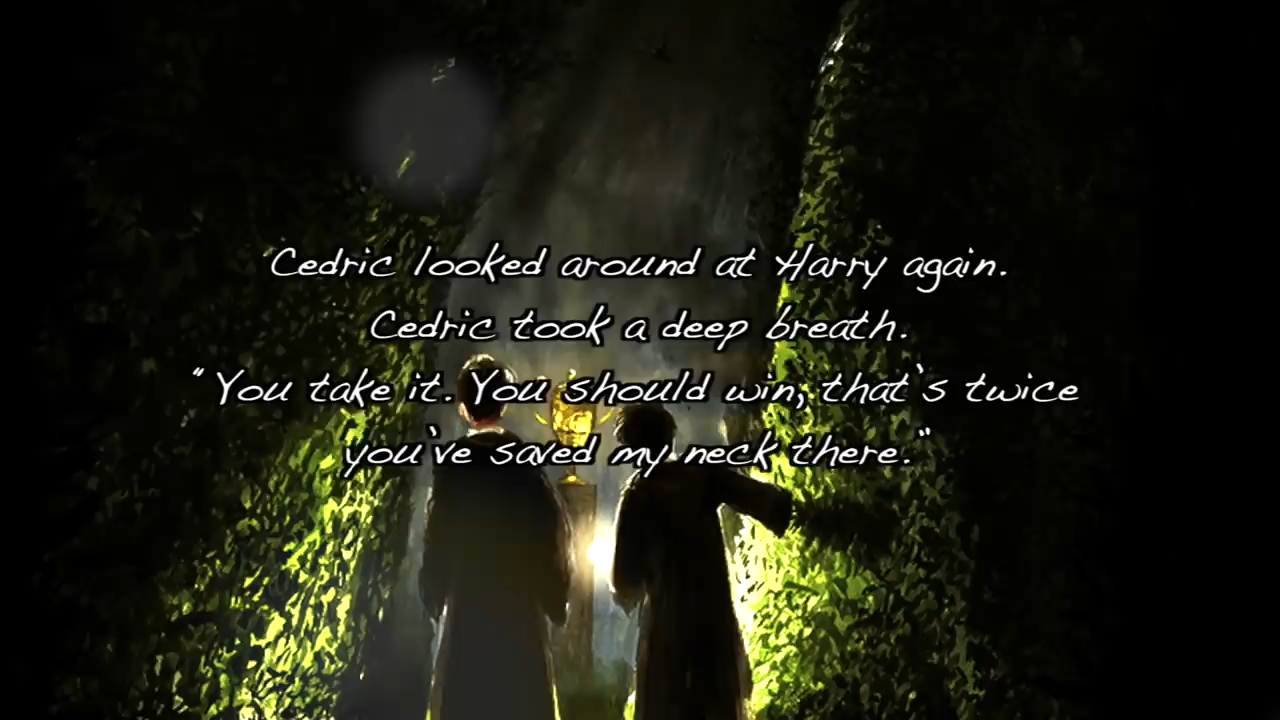 Cedric looked around at Harry again.
Cedric took a deep breath.
"You take it. You should win, that's twice
you've saved my neck there."